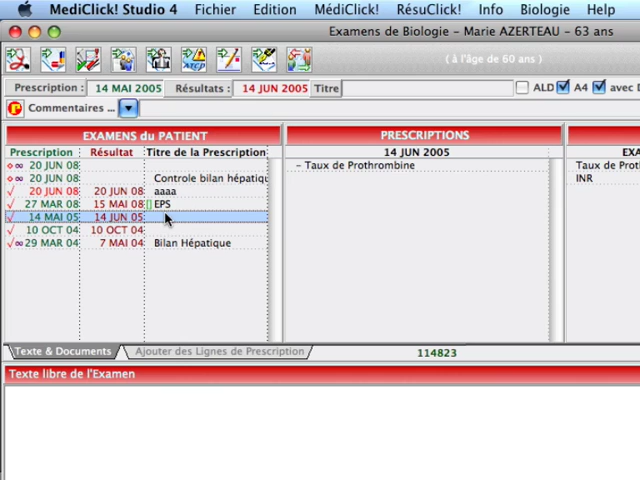 MediClick! Studio 4 Fichier Edition MédiClick! RésuClick! Info Biologie Help
Examens de Biologie - Marie AZERTEAU - 63 ans
( à l'âge de 60 ans )
Prescription : 14 MAI 2005 Résultats : 14 JUN 2005 Titre ALD A4 avec
Commentaires ...
EXAMENS du PATIENT PRESCRIPTIONS EXA
Prescription Résultat Titre de la Prescription 14 JUN 2005
20 JUN 08 - Taux de Prothrombine Taux de Prot
20 JUN 08 Controle bilan hépatiqu INR
20 JUN 08 20 JUN 08 aaaa
27 MAR 08 15 MAI 08 [] EPS
14 MAI 05 14 JUN 05
10 OCT 04 10 OCT 04
29 MAR 04 7 MAI 04 Bilan Hépatique
Texte & Documents Ajouter des Lignes de Prescription 114823
Texte libre de l'Examen